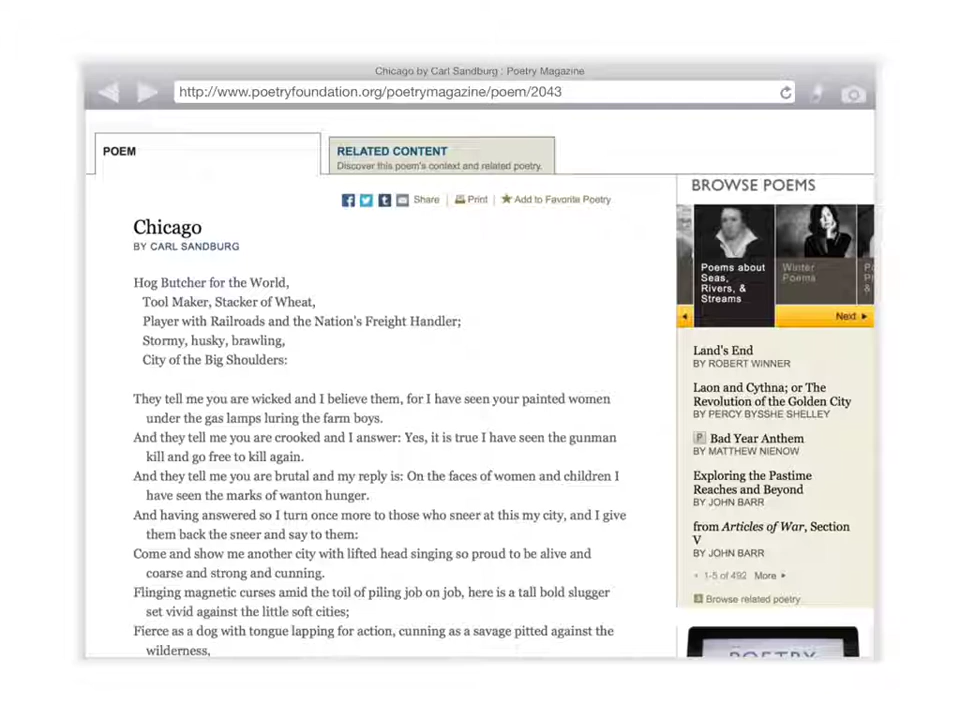 Chicago by Carl Sandburg : Poetry Magazine
http://www.poetryfoundation.org/poetrymagazine/poem/2043
POEM
RELATED CONTENT
Discover this poem's context and related poetry.
Share | Print | Add to Favorite Poetry
Chicago
BY CARL SANDBURG
Hog Butcher for the World,
Tool Maker, Stacker of Wheat,
Player with Railroads and the Nation's Freight Handler;
Stormy, husky, brawling,
City of the Big Shoulders:
They tell me you are wicked and I believe them, for I have seen your painted women
under the gas lamps luring the farm boys.
And they tell me you are crooked and I answer: Yes, it is true I have seen the gunman
kill and go free to kill again.
And they tell me you are brutal and my reply is: On the faces of women and children I
have seen the marks of wanton hunger.
And having answered so I turn once more to those who sneer at this my city, and I give
them back the sneer and say to them:
Come and show me another city with lifted head singing so proud to be alive and
coarse and strong and cunning.
Flinging magnetic curses amid the toil of piling job on job, here is a tall bold slugger
set vivid against the little soft cities;
Fierce as a dog with tongue lapping for action, cunning as a savage pitted against the
wilderness,
BROWSE POEMS
Poems about
Seas,
Rivers, &
Streams
Winter
Poems
Next
Land's End
BY ROBERT WINNER
Laon and Cythna; or The
Revolution of the Golden City
BY PERCY BYSSHE SHELLEY
P Bad Year Anthem
BY MATTHEW NIENOW
Exploring the Pastime
Reaches and Beyond
BY JOHN BARR
from Articles of War, Section
V
BY JOHN BARR
1-5 of 492 More
Browse related poetry
POETRY